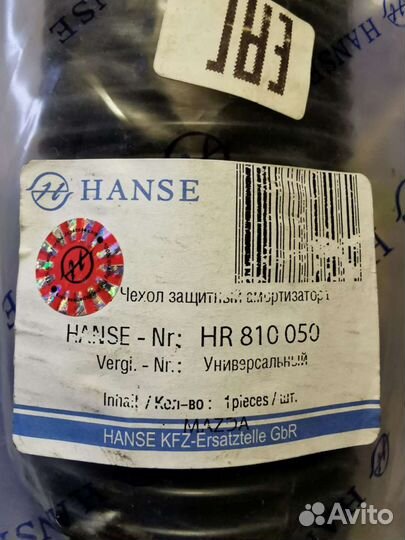 HANSE
HANSE
Чехол защитный амортизатора
HANSE - Nr.: HR 810 050
Vergl. - Nr.: Универсальный
Inhalt / Кол-во : 1pieces / шт.
MAZDA
HANSE KFZ-Ersatzteile GbR
Avito